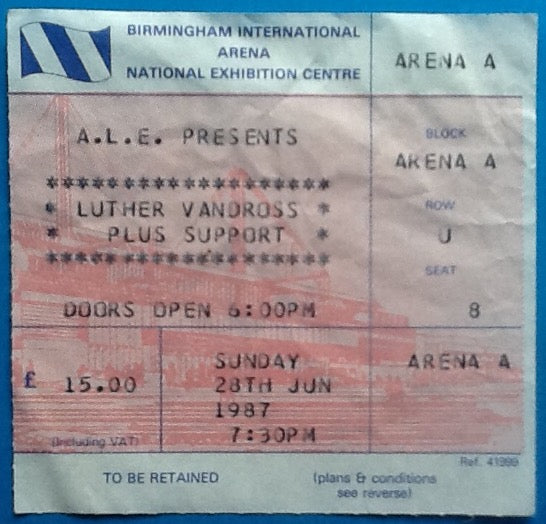 BIRMINGHAM INTERNATIONAL
ARENA
NATIONAL EXHIBITION CENTRE
ARENA A
A.L.E. PRESENTS
BLOCK
ARENA A
**********************
* LUTHER VANDROSS *
ROW
* PLUS SUPPORT *
U
**********************
SEAT
DOORS OPEN 6:00PM
8
£ 15.00
(Including VAT)
SUNDAY
28TH JUN
1987
7:30PM
ARENA A
Ref. 41999
TO BE RETAINED
(plans & conditions
see reverse)